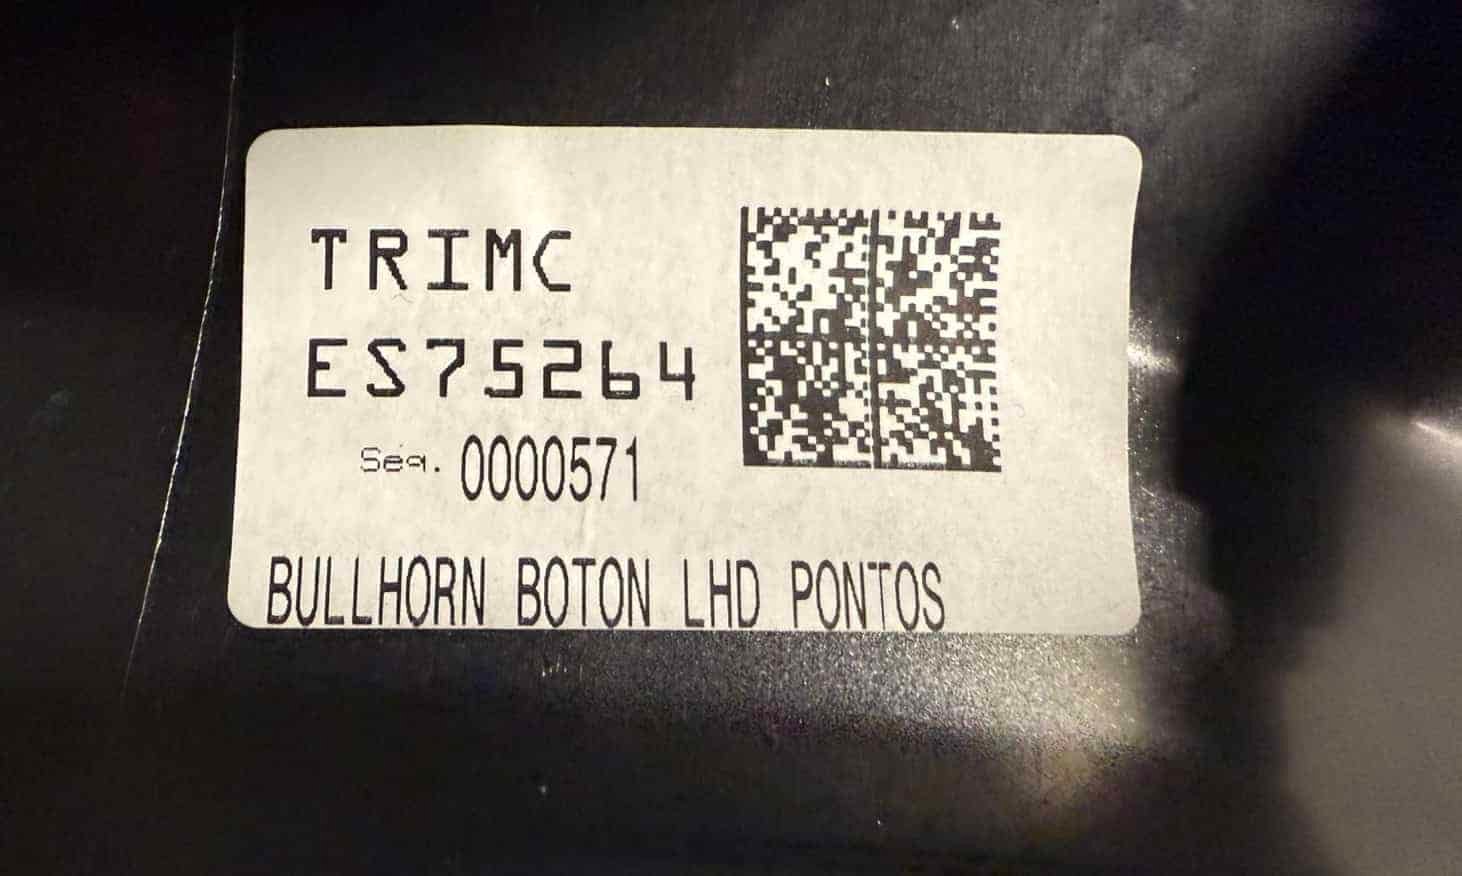 TRIMC
ES75264
Seq. 0000571
BULLHORN BOTON LHD PONTOS